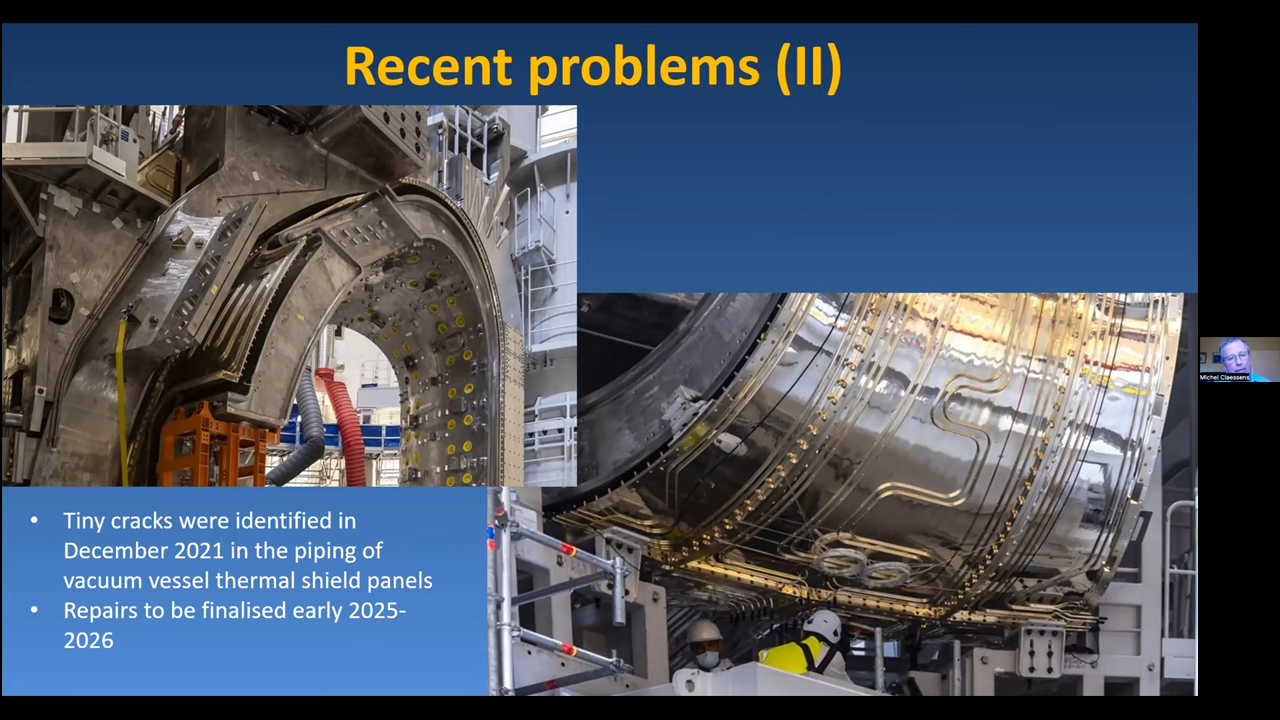 Recent problems (II)
• Tiny cracks were identified in
December 2021 in the piping of
vacuum vessel thermal shield panels
• Repairs to be finalised early 2025-
2026
Michel Claessens